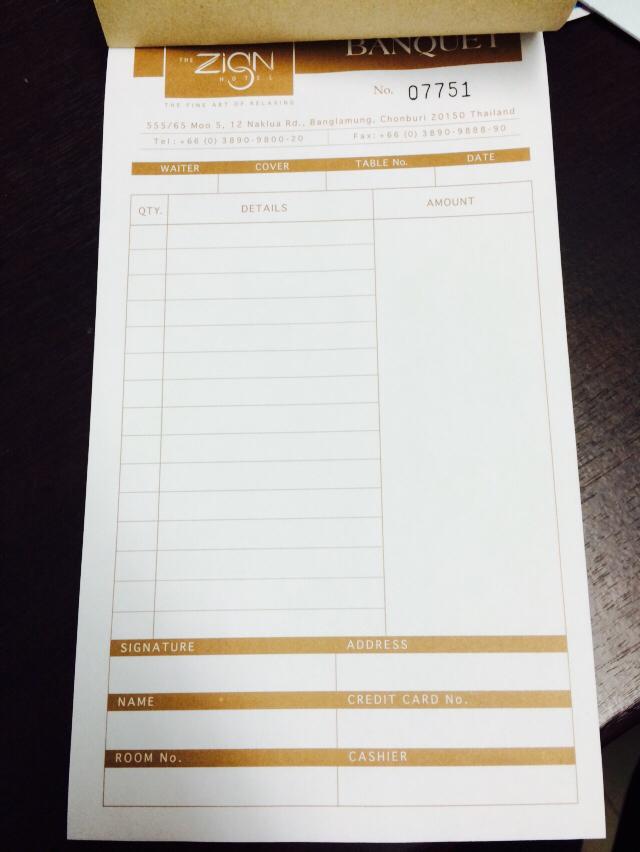 BANQUET
THE ZIGN
HOTEL
THE FINE ART OF RELAXING
No. 07751
555/65 Moo 5, 12 Naklua Rd., Banglamung, Chonburi 20150 Thailand
Tel : +66 (0) 3890-9800-20 Fax: +66 (0) 3890-9888-90
WAITER COVER TABLE No. DATE
QTY. DETAILS AMOUNT
SIGNATURE ADDRESS
NAME CREDIT CARD No.
ROOM No. CASHIER